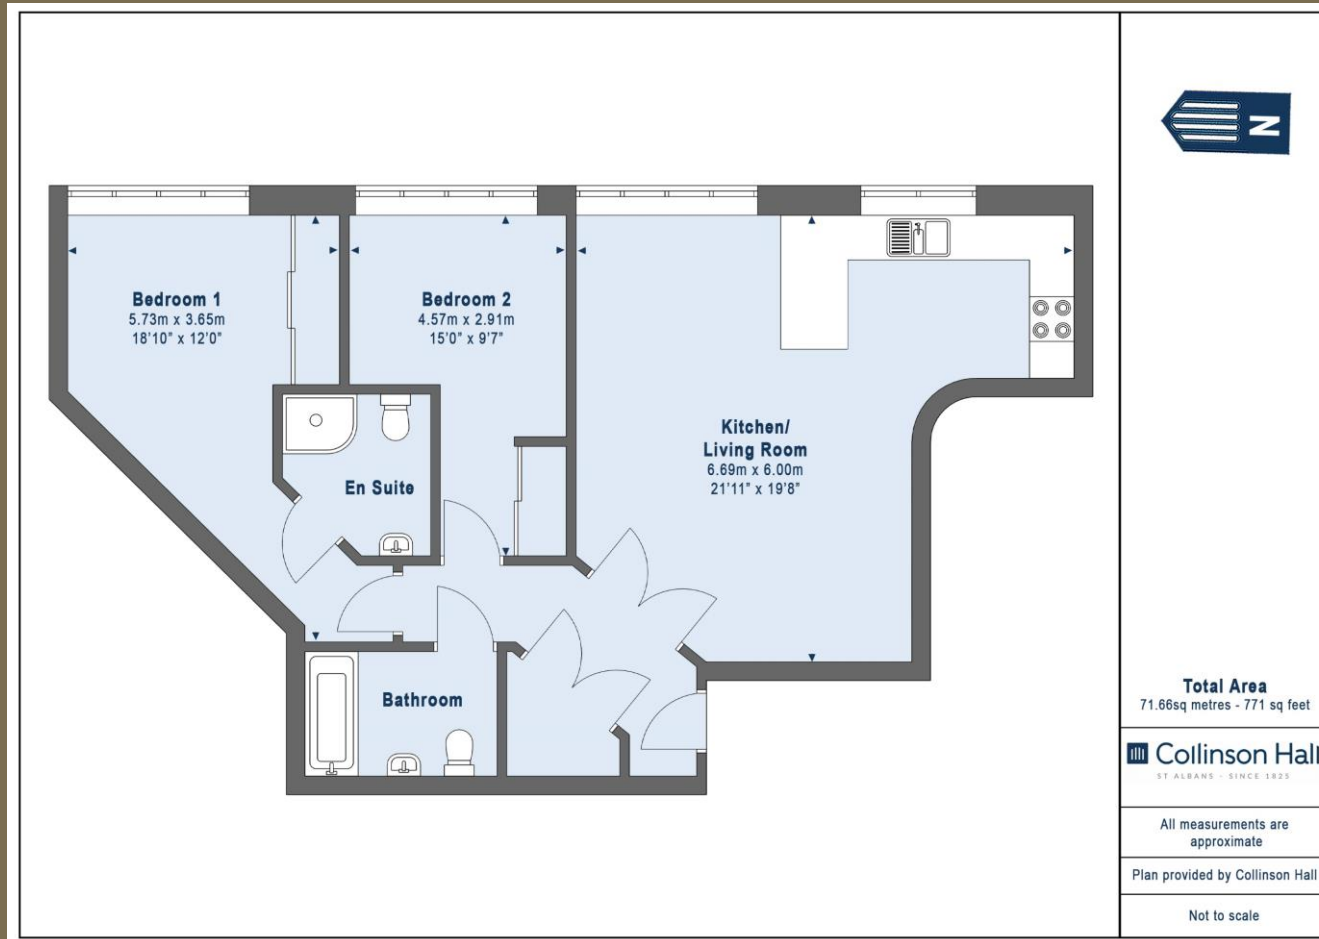 Bedroom 1
5.73m x 3.65m
18'10" x 12'0"
Bedroom 2
4.57m x 2.91m
15'0" x 9'7"
Kitchen/
Living Room
6.69m x 6.00m
21'11" x 19'8"
En Suite
Bathroom
N
Total Area
71.66sq metres - 771 sq feet
Collinson Hall
ST ALBANS - SINCE 1825
All measurements are
approximate
Plan provided by Collinson Hall
Not to scale